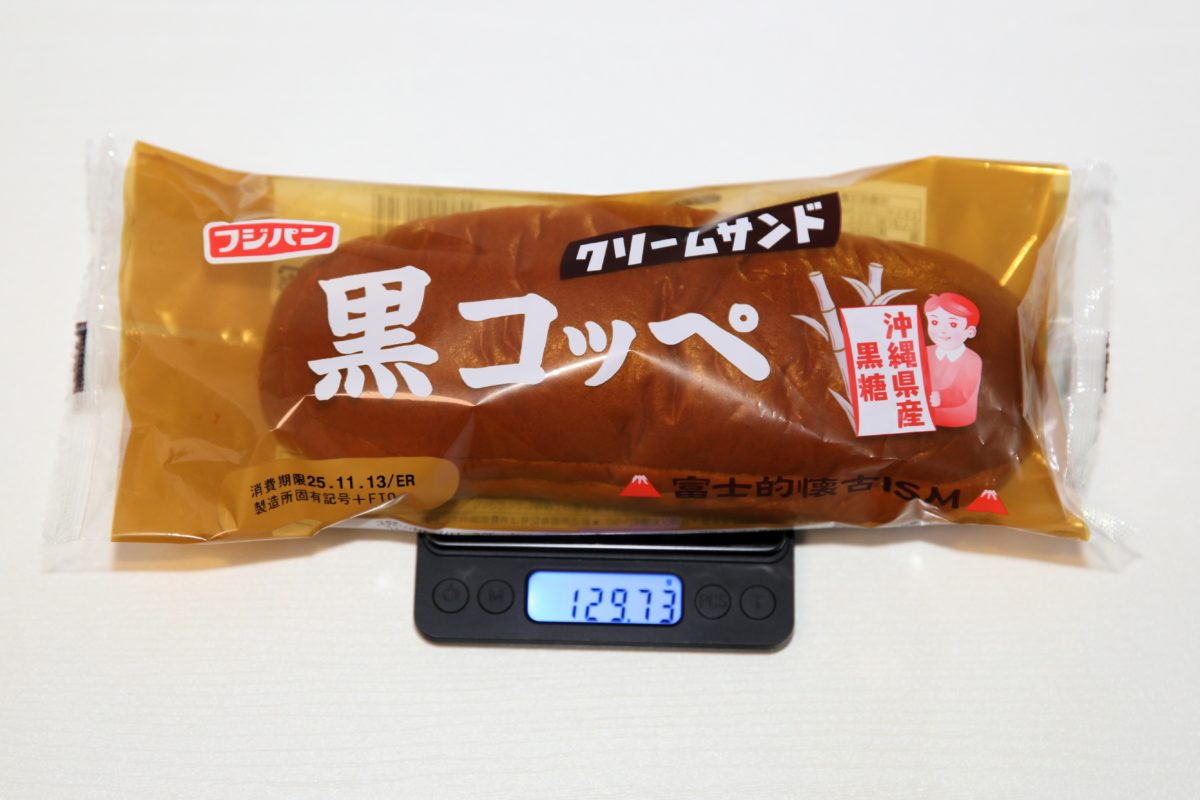 フジパン
クリームサンド
黒コッペ
沖縄県産
黒糖
消費期限25.11.13/ER
製造所固有記号+FTO
富士的懐古ISM
129.73
g
M
PCS
T